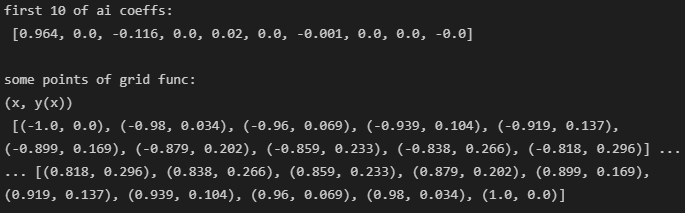 first 10 of ai coeffs:
[0.964, 0.0, -0.116, 0.0, 0.02, 0.0, -0.001, 0.0, 0.0, -0.0]
some points of grid func:
(x, y(x))
[(-1.0, 0.0), (-0.98, 0.034), (-0.96, 0.069), (-0.939, 0.104), (-0.919, 0.137),
(-0.899, 0.169), (-0.879, 0.202), (-0.859, 0.233), (-0.838, 0.266), (-0.818, 0.296)] ...
... [(0.818, 0.296), (0.838, 0.266), (0.859, 0.233), (0.879, 0.202), (0.899, 0.169),
(0.919, 0.137), (0.939, 0.104), (0.96, 0.069), (0.98, 0.034), (1.0, 0.0)]